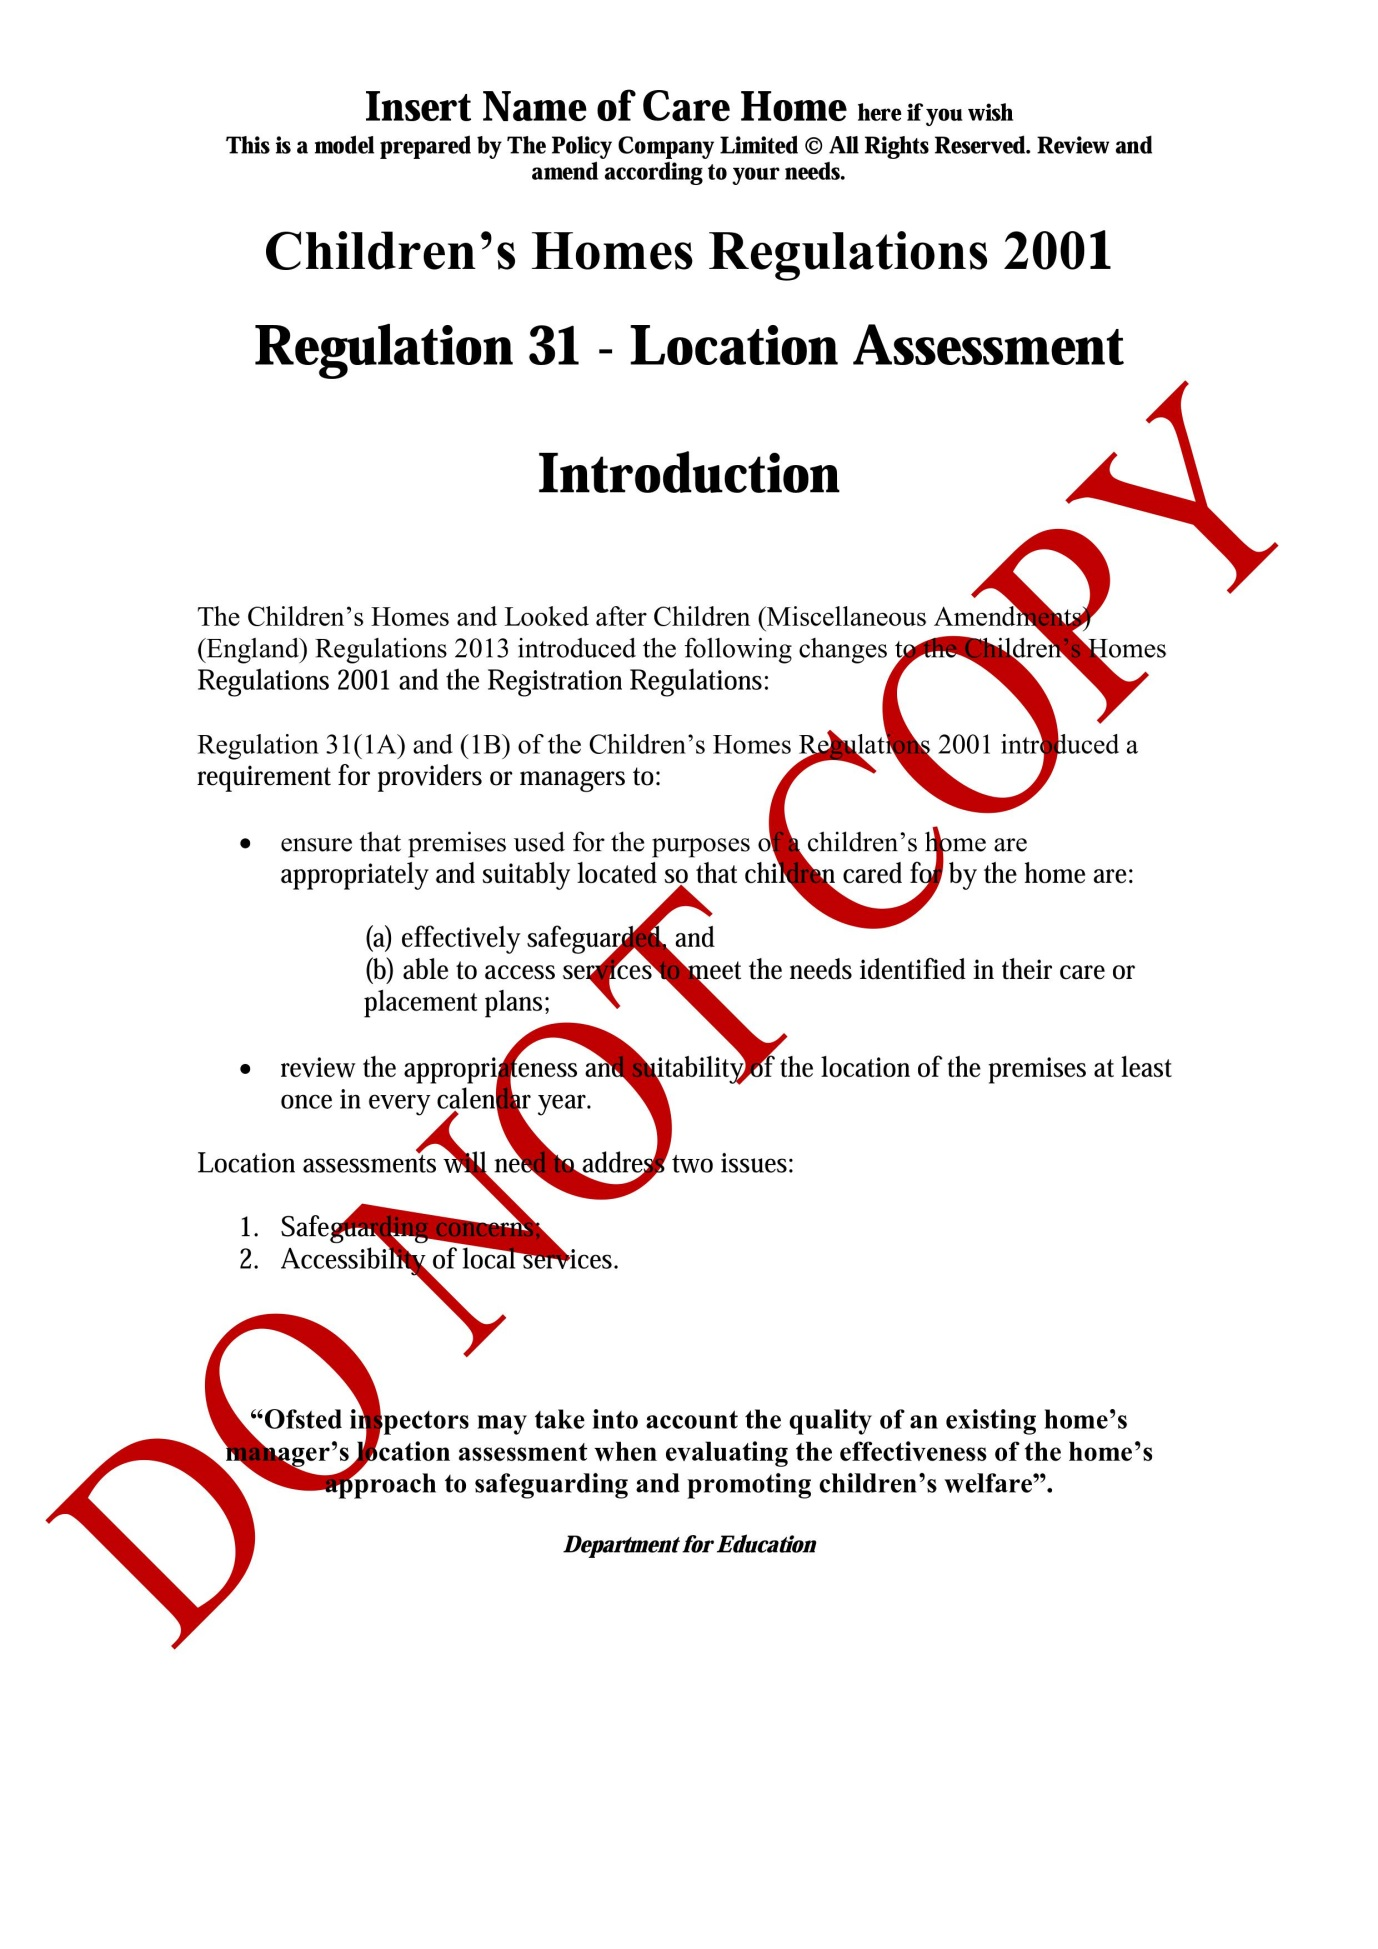 Insert Name of Care Home here if you wish
This is a model prepared by The Policy Company Limited © All Rights Reserved. Review and
amend according to your needs.
Children’s Homes Regulations 2001
Regulation 31 - Location Assessment
Introduction
The Children’s Homes and Looked after Children (Miscellaneous Amendments)
(England) Regulations 2013 introduced the following changes to the Children’s Homes
Regulations 2001 and the Registration Regulations:
Regulation 31(1A) and (1B) of the Children’s Homes Regulations 2001 introduced a
requirement for providers or managers to:
• ensure that premises used for the purposes of a children’s home are
appropriately and suitably located so that children cared for by the home are:
(a) effectively safeguarded, and
(b) able to access services to meet the needs identified in their care or
placement plans;
• review the appropriateness and suitability of the location of the premises at least
once in every calendar year.
Location assessments will need to address two issues:
1. Safeguarding concerns;
2. Accessibility of local services.
“Ofsted inspectors may take into account the quality of an existing home’s
manager’s location assessment when evaluating the effectiveness of the home’s
approach to safeguarding and promoting children’s welfare”.
Department for Education
DO NOT COPY